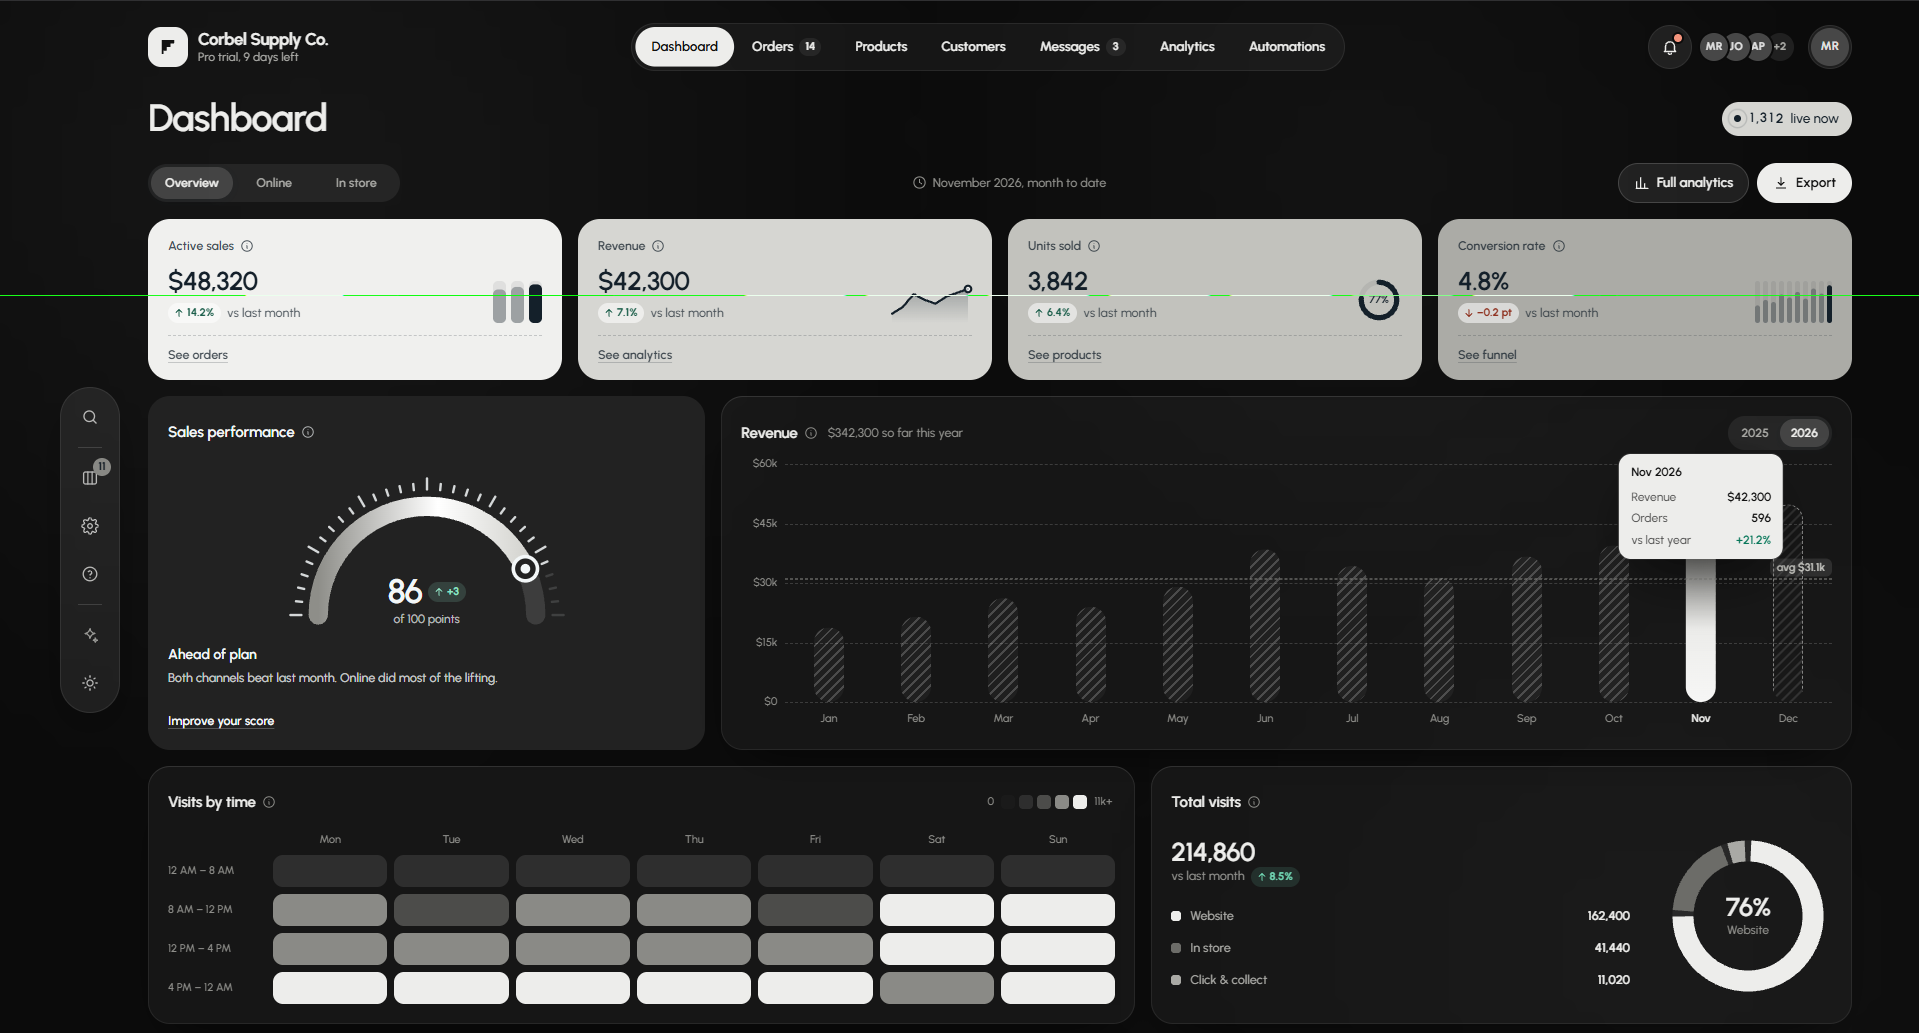 Corbel Supply Co.
Pro trial, 9 days left
Dashboard
Orders 14
Products
Customers
Messages 3
Analytics
Automations
MR JO AP +2
MR
Dashboard
1,312 live now
Overview
Online
In store
November 2026, month to date
Full analytics
Export
Active sales
$48,320
↑ 14.2% vs last month
See orders
Revenue
$42,300
↑ 7.1% vs last month
See analytics
Units sold
3,842
↑ 6.4% vs last month
77%
See products
Conversion rate
4.8%
↓ −0.2 pt vs last month
See funnel
11
Sales performance
86 ↑ +3
of 100 points
Ahead of plan
Both channels beat last month. Online did most of the lifting.
Improve your score
Revenue $342,300 so far this year
2025 2026
$60k
$45k
$30k
$15k
$0
Nov 2026
Revenue $42,300
Orders 596
vs last year +21.2%
avg $31.1k
Jan Feb Mar Apr May Jun Jul Aug Sep Oct Nov Dec
Visits by time
0 11k+
Mon Tue Wed Thu Fri Sat Sun
12 AM – 8 AM
8 AM – 12 PM
12 PM – 4 PM
4 PM – 12 AM
Total visits
214,860
vs last month ↑ 8.5%
Website 162,400
In store 41,440
Click & collect 11,020
76%
Website